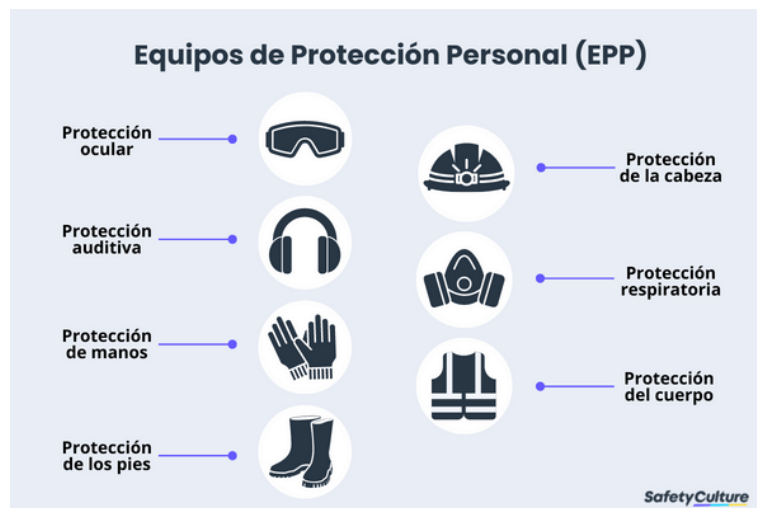 Equipos de Protección Personal (EPP)
Protección
ocular
Protección
auditiva
Protección
de manos
Protección
de los pies
Protección
de la cabeza
Protección
respiratoria
Protección
del cuerpo
SafetyCulture